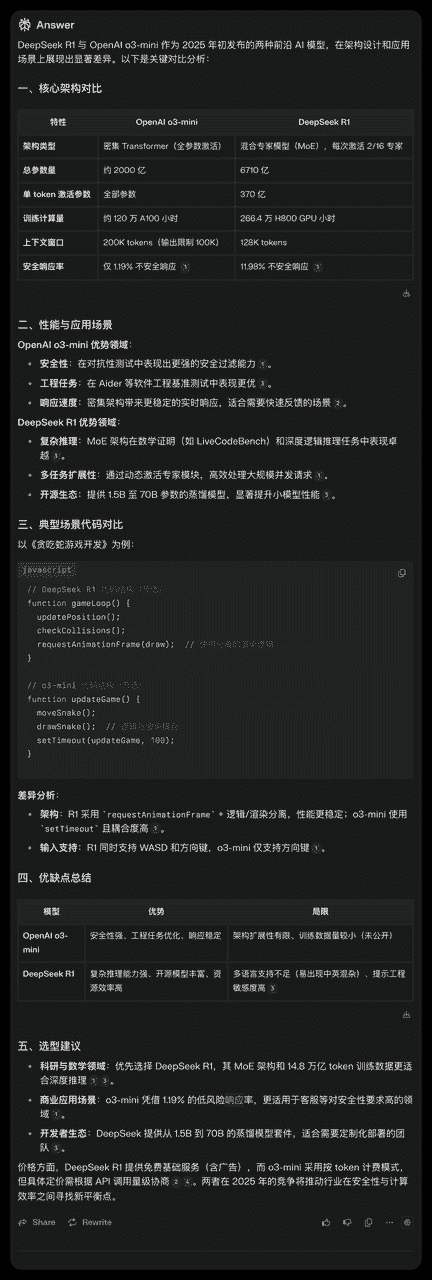 Answer
DeepSeek R1 与 OpenAI o3-mini 作为 2025 年初发布的两种前沿 AI 模型，在架构设计和应用
场景上展现出显著差异。以下是关键对比分析：
一、核心架构对比
特性 OpenAI o3-mini DeepSeek R1
架构类型 密集 Transformer（全参数激活） 混合专家模型（MoE），每次激活 2/16 专家
总参数量 约 2000 亿 6710 亿
单 token 激活参数 全部参数 370 亿
训练计算量 约 120 万 A100 小时 266.4 万 H800 GPU 小时
上下文窗口 200K tokens（输出限制 100K） 128K tokens
安全响应率 仅 1.19% 不安全响应 1 11.98% 不安全响应 1
二、性能与应用场景
OpenAI o3-mini 优势领域：
• 安全性：在对抗性测试中表现出更强的安全过滤能力 1 。
• 工程任务：在 Aider 等软件工程基准测试中表现更优 3 。
• 响应速度：密集架构带来更稳定的实时响应，适合需要快速反馈的场景 2 。
DeepSeek R1 优势领域：
• 复杂推理：MoE 架构在数学证明（如 LiveCodeBench）和深度逻辑推理任务中表现卓
越 3 。
• 多任务扩展性：通过动态激活专家模块，高效处理大规模并发请求 1 。
• 开源生态：提供 1.5B 至 70B 参数的蒸馏模型，显著提升小模型性能 3 。
三、典型场景代码对比
以《贪吃蛇游戏开发》为例：
javascript
// DeepSeek R1
function gameLoop() {
updatePosition();
checkCollisions();
requestAnimationFrame(draw); //
}
// o3-mini
function updateGame() {
moveSnake();
drawSnake(); //
setTimeout(updateGame, 100);
}
差异分析：
• 架构：R1 采用 `requestAnimationFrame` + 逻辑/渲染分离，性能更稳定；o3-mini 使用
`setTimeout` 且耦合度高 3 。
• 输入支持：R1 同时支持 WASD 和方向键，o3-mini 仅支持方向键 1 。
四、优缺点总结
模型 优势 局限
OpenAI o3-
mini 安全性强、工程任务优化、响应稳定 架构扩展性有限、训练数据量较小（未公开）
DeepSeek R1 复杂推理能力强、开源模型丰富、资
源效率高 多语言支持不足（易出现中英混杂）、提示工程
敏感度高 3
五、选型建议
• 科研与数学领域：优先选择 DeepSeek R1，其 MoE 架构和 14.8 万亿 token 训练数据更适
合深度推理 1 3 。
• 商业应用场景：o3-mini 凭借 1.19% 的低风险响应率，更适用于客服等对安全性要求高的领
域 1 。
• 开发者生态：DeepSeek 提供从 1.5B 到 70B 的蒸馏模型套件，适合需要定制化部署的团
队 3 。
价格方面，DeepSeek R1 提供免费基础服务（含广告），而 o3-mini 采用按 token 计费模式，
但具体定价需根据 API 调用量级协商 2 4 。两者在 2025 年的竞争将推动行业在安全性与计算
效率之间寻找新平衡点。
Share Rewrite